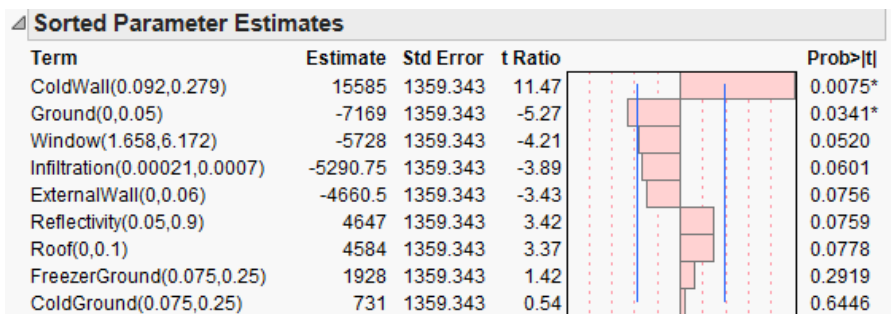 Sorted Parameter Estimates
Term Estimate Std Error t Ratio Prob>|t|
ColdWall(0.092,0.279) 15585 1359.343 11.47 0.0075*
Ground(0,0.05) -7169 1359.343 -5.27 0.0341*
Window(1.658,6.172) -5728 1359.343 -4.21 0.0520
Infiltration(0.00021,0.0007) -5290.75 1359.343 -3.89 0.0601
ExternalWall(0,0.06) -4660.5 1359.343 -3.43 0.0756
Reflectivity(0.05,0.9) 4647 1359.343 3.42 0.0759
Roof(0,0.1) 4584 1359.343 3.37 0.0778
FreezerGround(0.075,0.25) 1928 1359.343 1.42 0.2919
ColdGround(0.075,0.25) 731 1359.343 0.54 0.6446